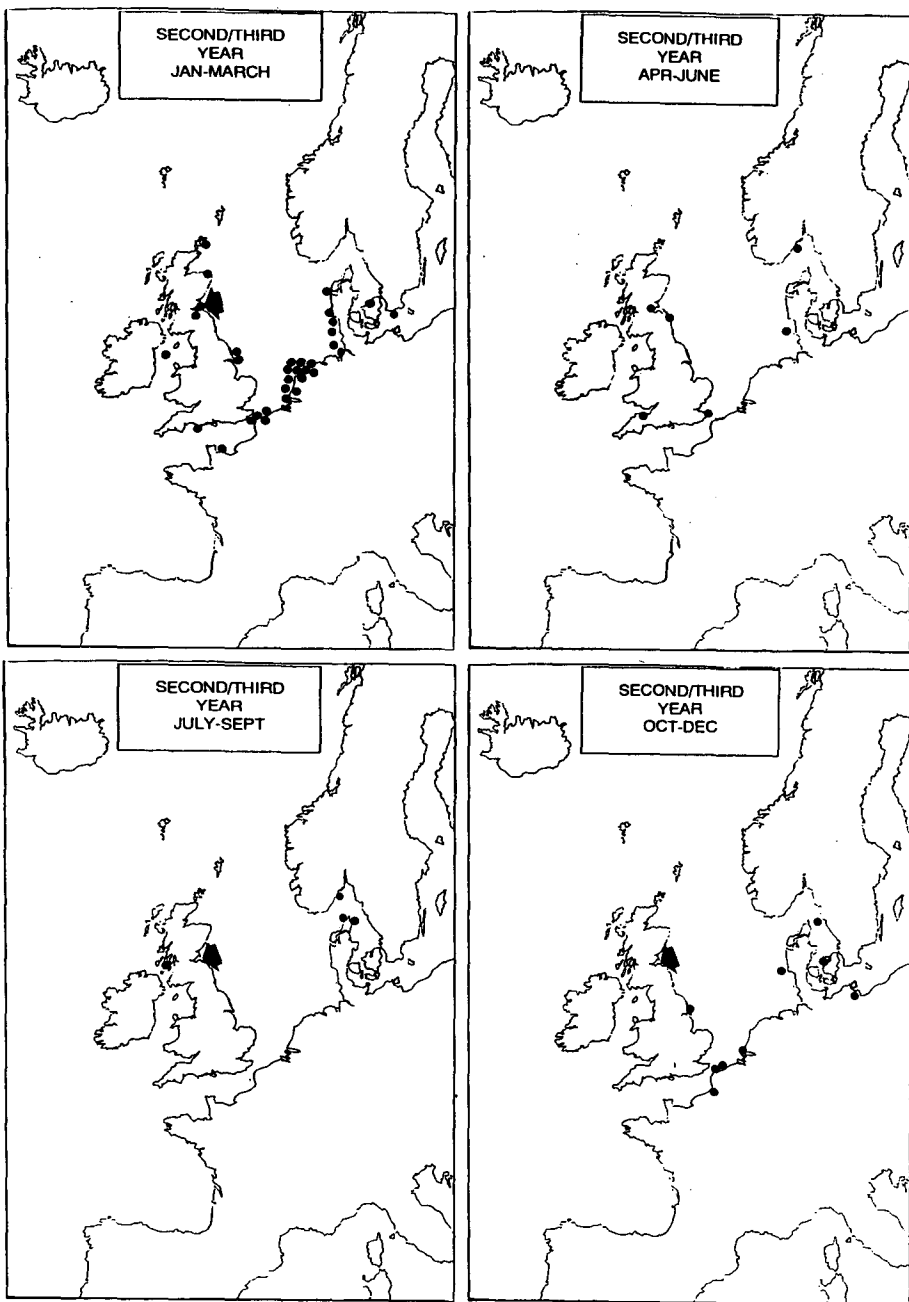 SECOND/THIRD
YEAR
JAN-MARCH
SECOND/THIRD
YEAR
APR-JUNE
SECOND/THIRD
YEAR
JULY-SEPT
SECOND/THIRD
YEAR
OCT-DEC